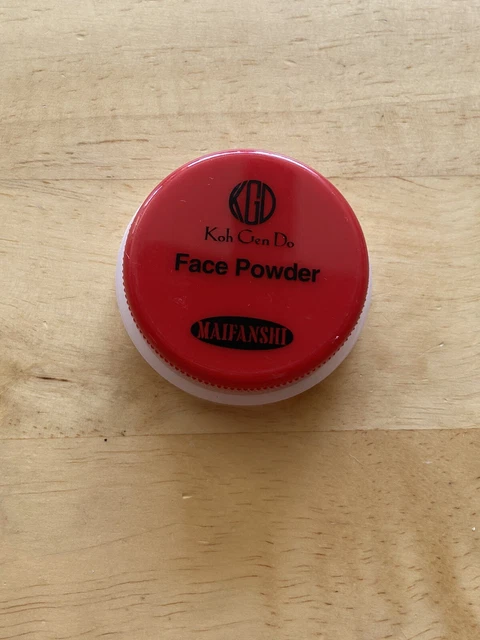 KGD
Koh Gen Do
Face Powder
MAIFANSHI